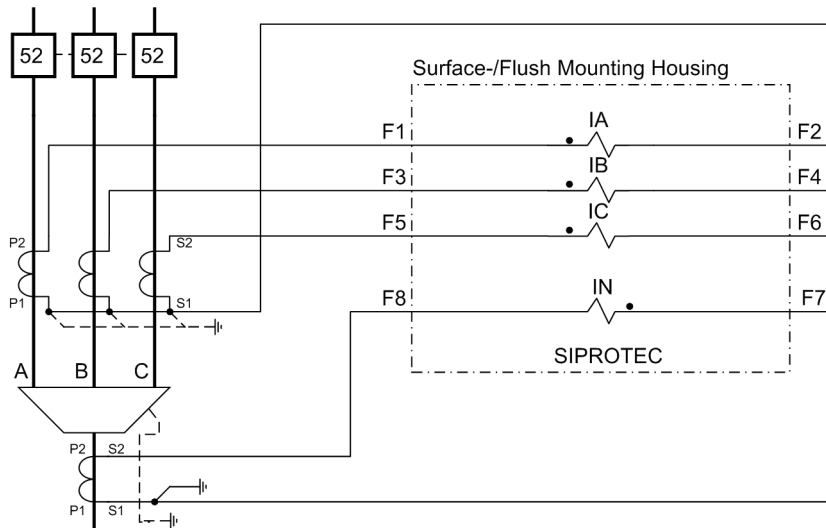 52 52 52
Surface-/Flush Mounting Housing
F1 IA F2
F3 IB F4
F5 IC F6
P2 S2
P1 S1
F8 IN F7
SIPROTEC
A B C
P2 S2
P1 S1